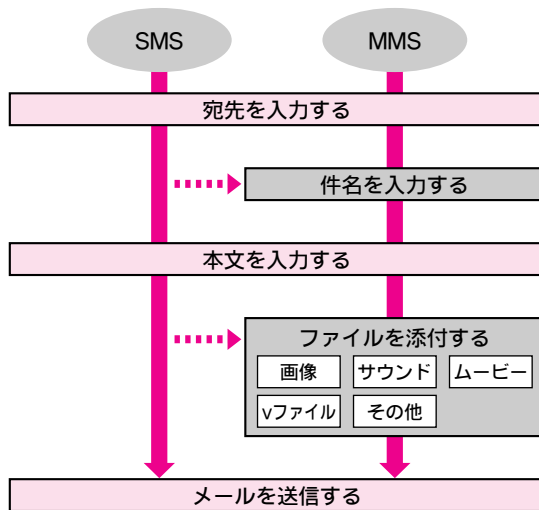 SMS MMS
宛先を入力する
件名を入力する
本文を入力する
ファイルを添付する
画像 サウンド ムービー
vファイル その他
メールを送信する